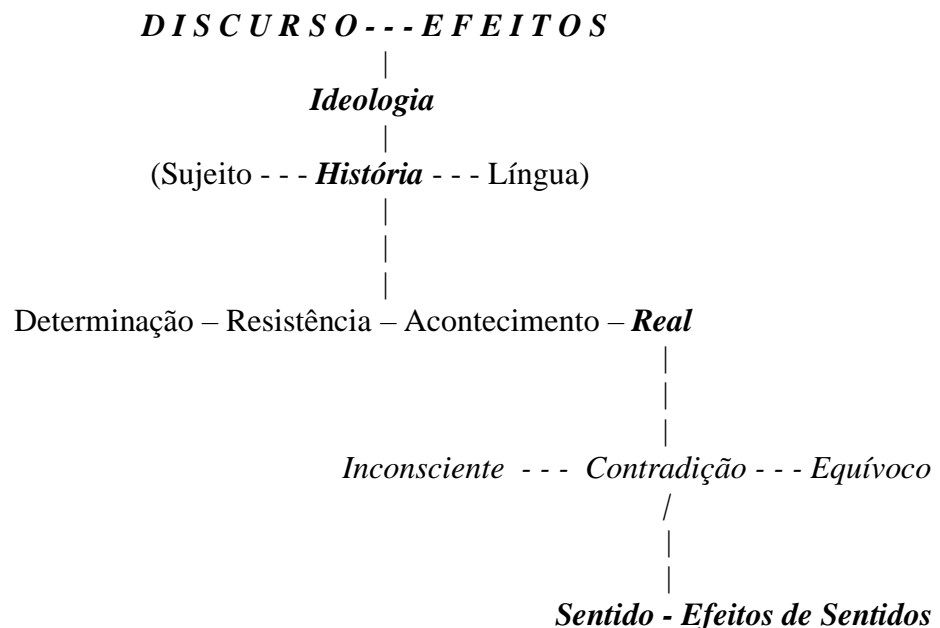 D I S C U R S O - - - E F E I T O S
|
Ideologia
|
(Sujeito - - - História - - - Língua)
|
|
|
Determinação – Resistência – Acontecimento – Real
|
|
|
Inconsciente - - - Contradição - - - Equívoco
/
|
|
Sentido - Efeitos de Sentidos